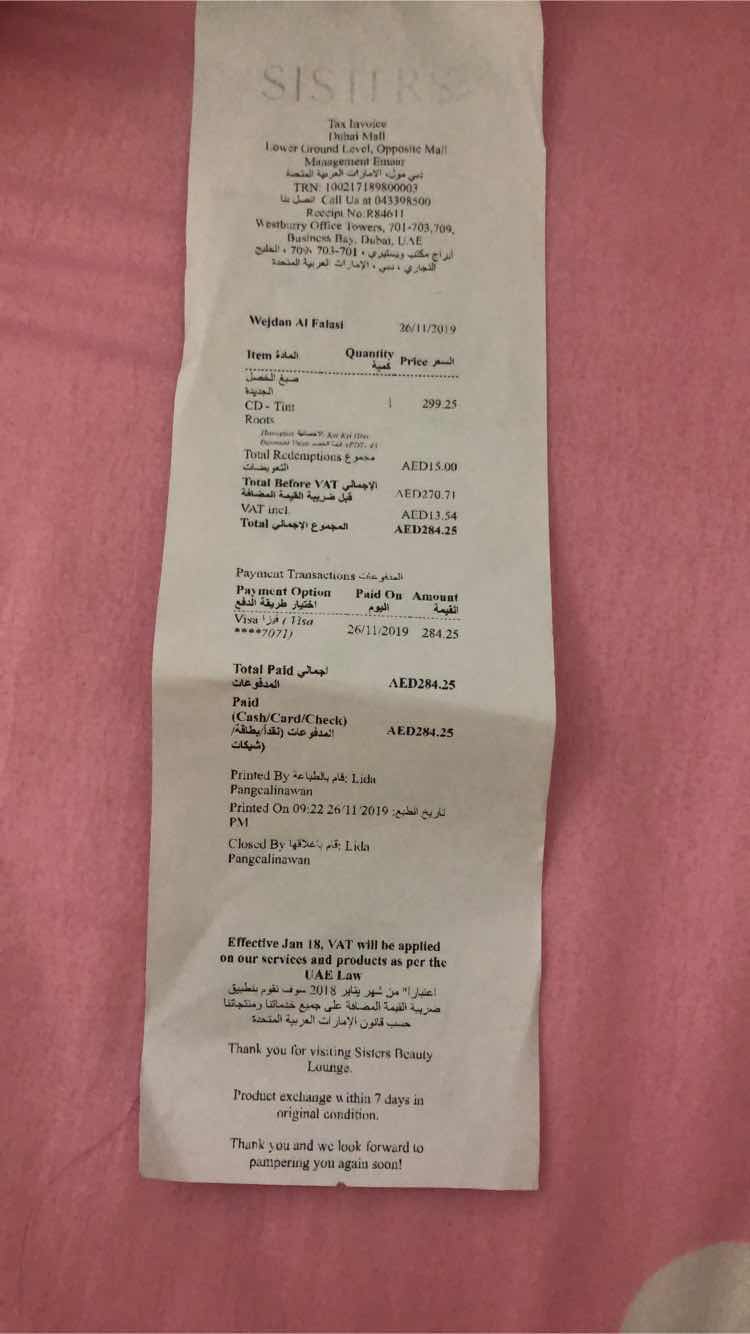 SISTERS
Tax Invoice
Dubai Mall
Lower Ground Level, Opposite Mall
Management Emaar
دبي مول، الامارات العربية المتحدة
TRN: 100217189800003
اتصل بنا Call Us at 043398500
Receipt No:R84611
Westburry Office Towers, 701-703,709,
Business Bay, Dubai, UAE
أبراج مكتب ويستبري ، 701-703 ،709 ، الخليج
التجاري ، دبي ، الإمارات العربية المتحدة
Wejdan Al Falasi 26/11/2019
Item المادة Quantity كمية Price السعر
صبغ الخصل
الجديدة
CD - Tint 1 299.25
Roots
Total Redemptions مجموع
التعويضات AED15.00
Total Before VAT الإجمالي
قبل ضريبة القيمة المضافة AED270.71
VAT incl. AED13.54
Total المجموع الإجمالي AED284.25
Payment Transactions المدفوعات
Payment Option Paid On Amount
اختيار طريقة الدفع اليوم القيمة
Visa فيزا ( Visa
****7071) 26/11/2019 284.25
Total Paid اجمالي
المدفوعات AED284.25
Paid
(Cash/Card/Check)
المدفوعات (نقدا/بطاقة/ AED284.25
شيكات)
Printed By قام بالطباعة: Lida
Pangcalinawan
Printed On تاريخ الطبع: 26/11/2019 09:22
PM
Closed By قام باغلاقها: Lida
Pangcalinawan
Effective Jan 18, VAT will be applied
on our services and products as per the
UAE Law
اعتبارا" من شهر يناير 2018 سوف نقوم بتطبيق
ضريبة القيمة المضافة على جميع خدماتنا ومنتجاتنا
حسب قانون الإمارات العربية المتحدة
Thank you for visiting Sisters Beauty
Lounge.
Product exchange within 7 days in
original condition.
Thank you and we look forward to
pampering you again soon!